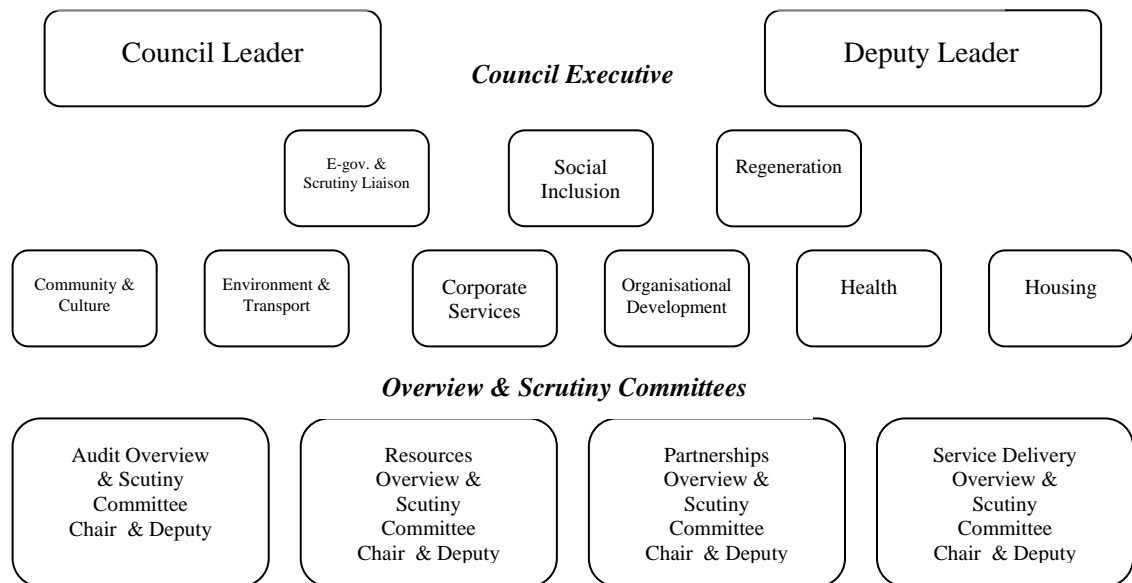 Council Leader
Council Executive
Deputy Leader
E-gov. &
Scrutiny Liaison
Social
Inclusion
Regeneration
Community &
Culture
Environment &
Transport
Corporate
Services
Organisational
Development
Health
Housing
Overview & Scrutiny Committees
Audit Overview
& Scutiny
Committee
Chair & Deputy
Resources
Overview &
Scutiny
Committee
Chair & Deputy
Partnerships
Overview &
Scutiny
Committee
Chair & Deputy
Service Delivery
Overview &
Scutiny
Committee
Chair & Deputy